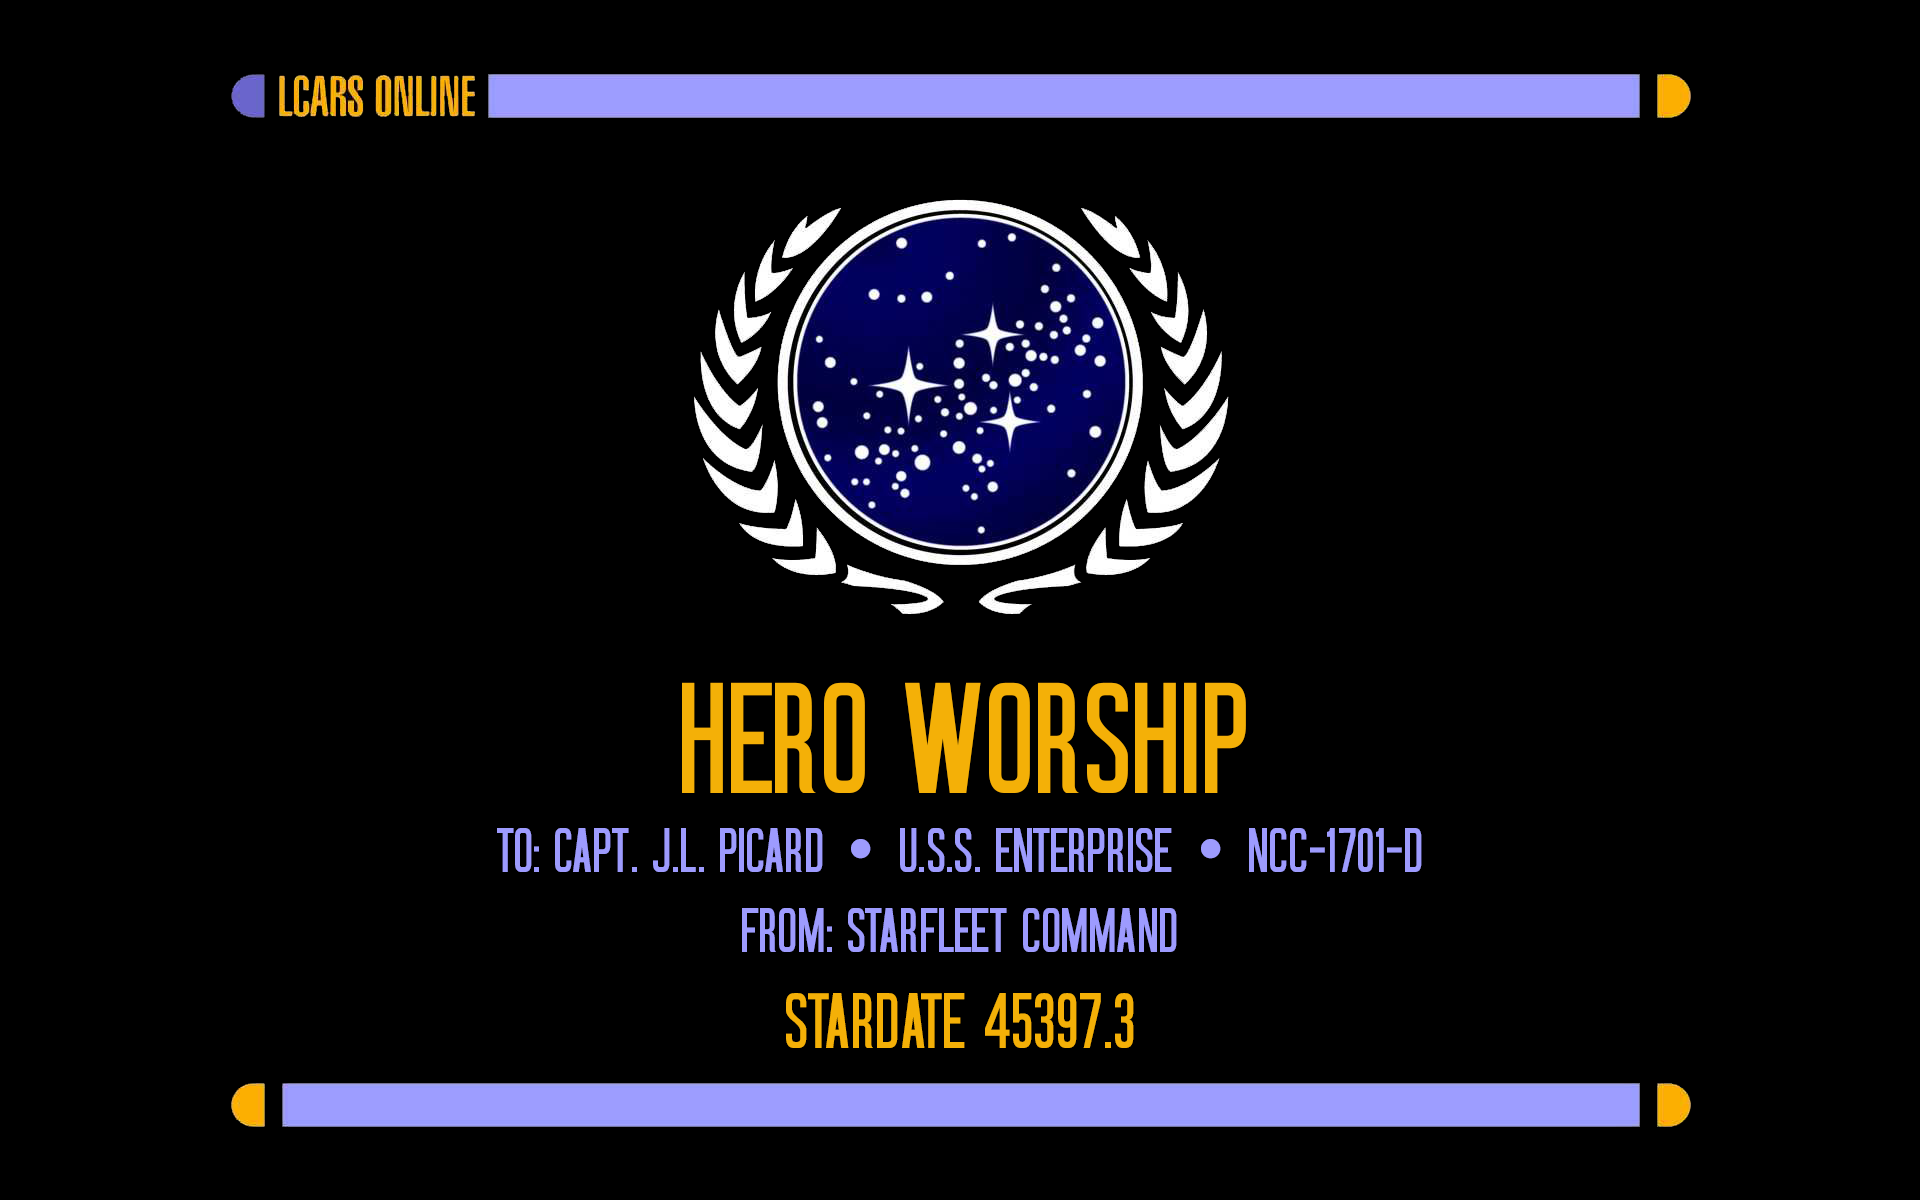 LCARS ONLINE
HERO WORSHIP
TO: CAPT. J.L. PICARD • U.S.S. ENTERPRISE • NCC-1701-D
FROM: STARFLEET COMMAND
STARDATE 45397.3